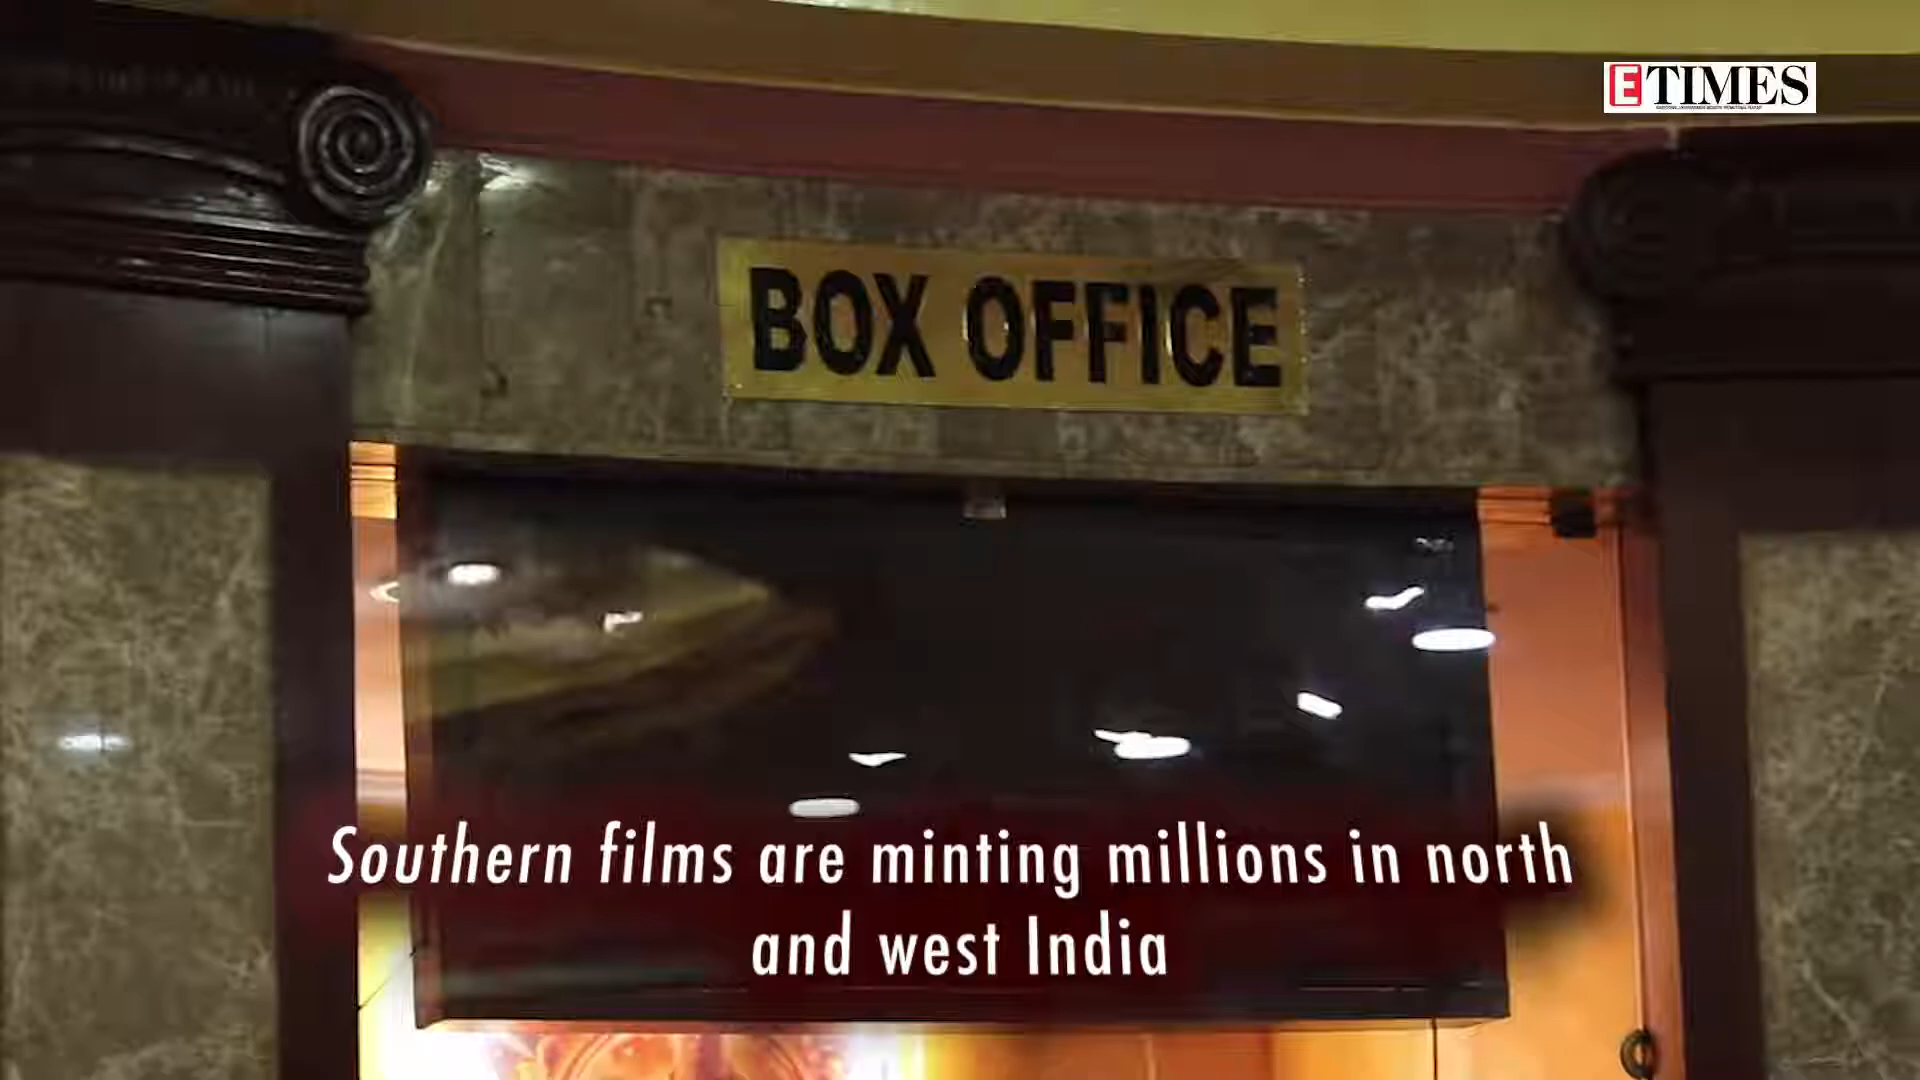 ETIMES
BOX OFFICE
Southern films are minting millions in north
and west India